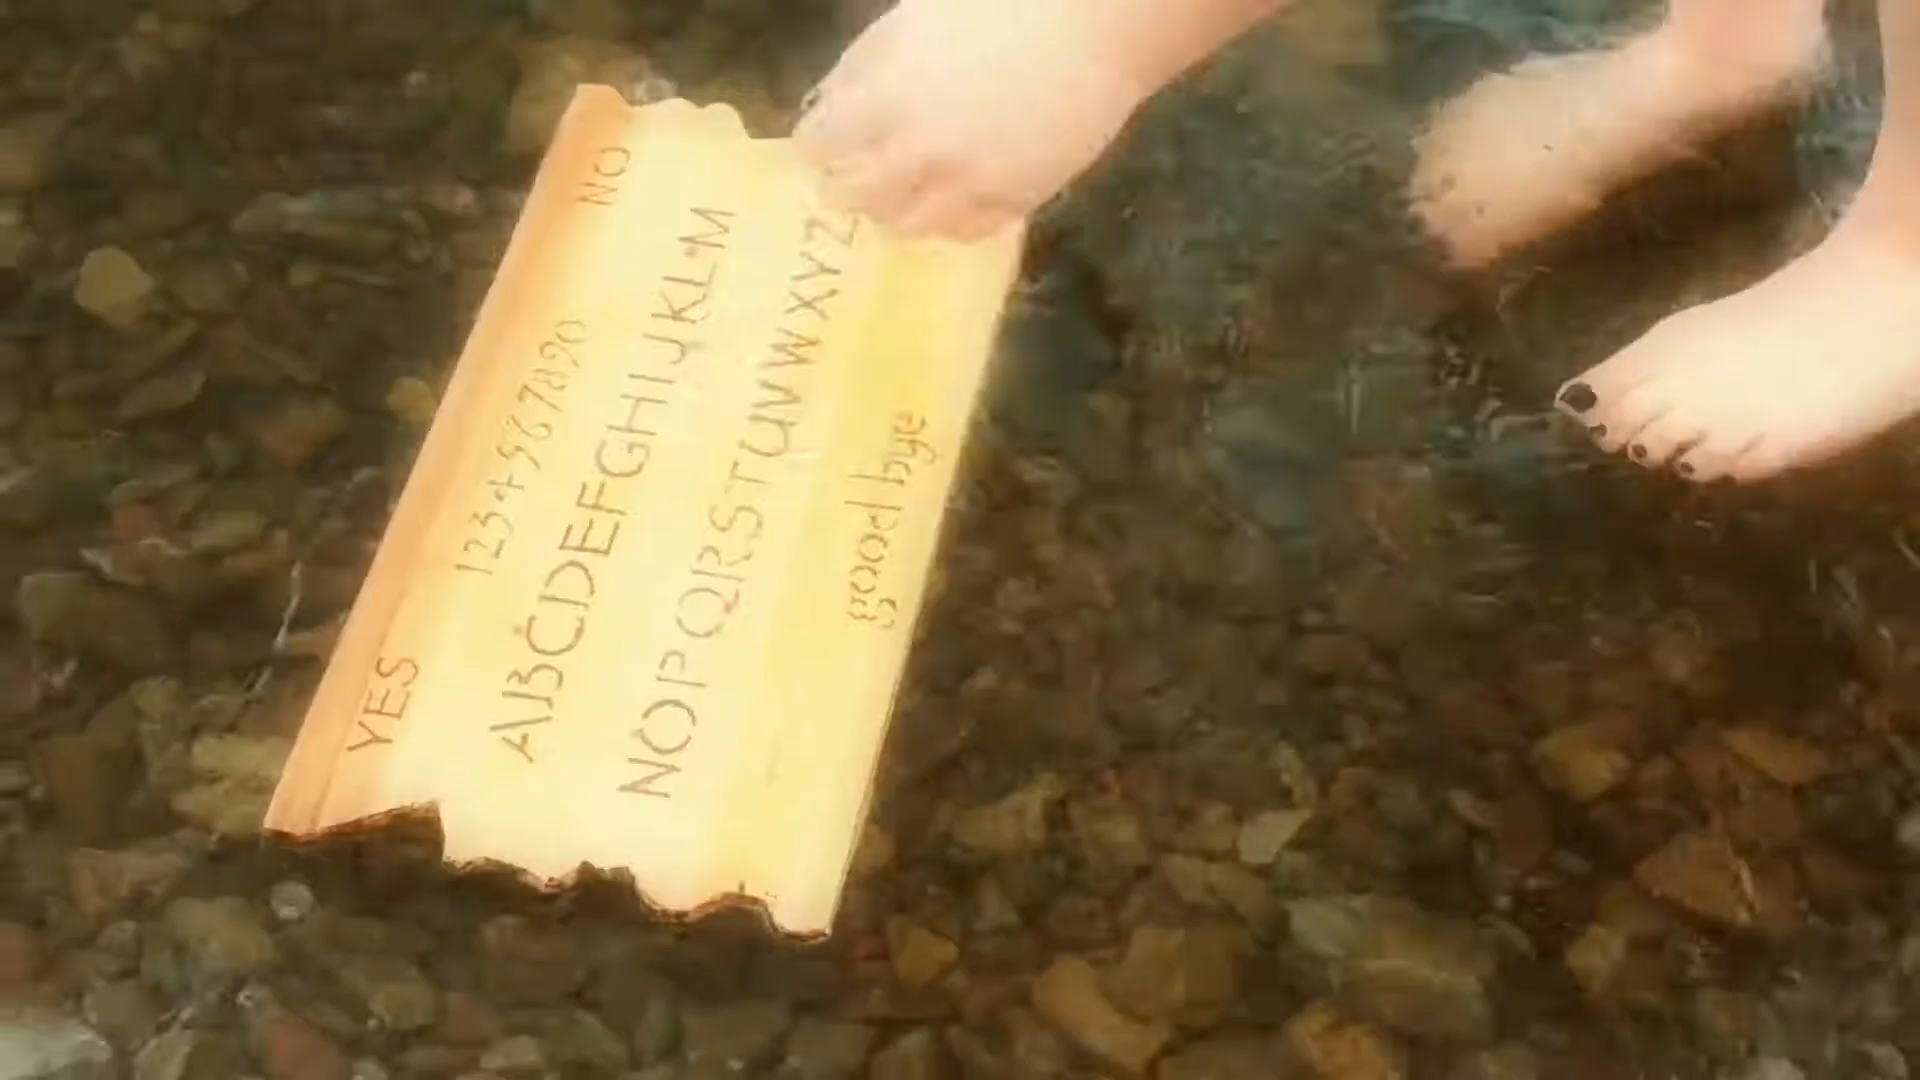 YES NO
1234567890
ABCDEFGHIJKLM
NOPQRSTUVWXYZ
good bye